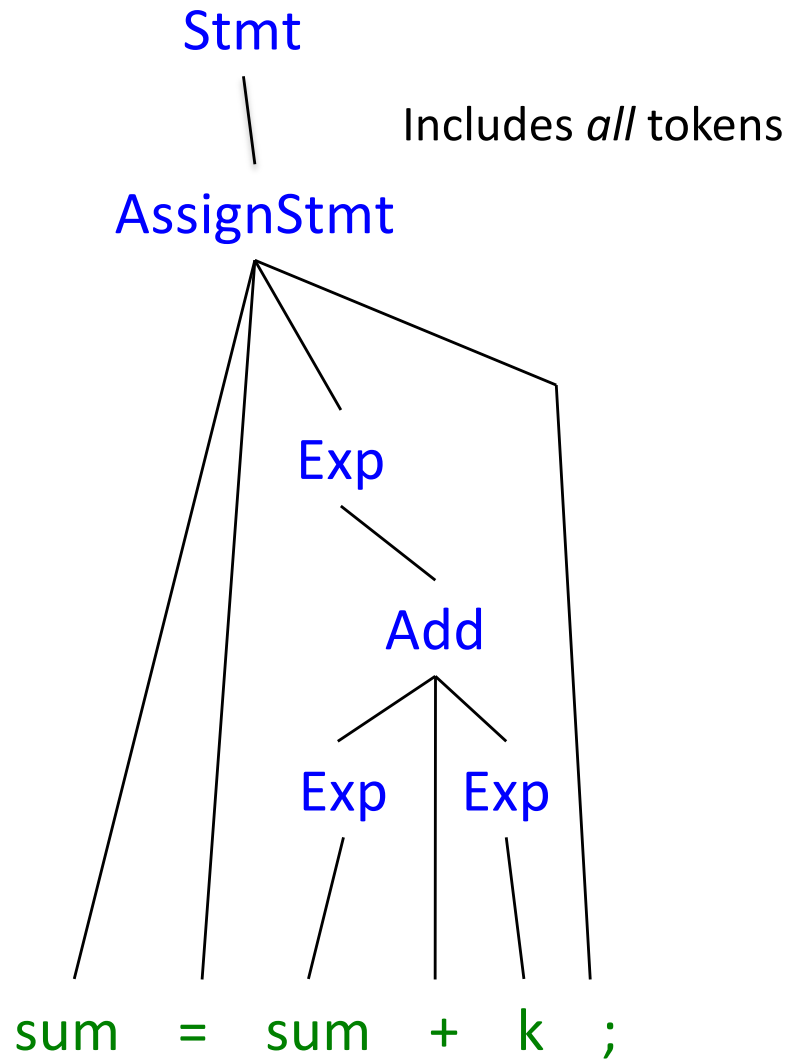 Stmt
Includes all tokens
AssignStmt
Exp
Add
Exp Exp
sum = sum + k ;